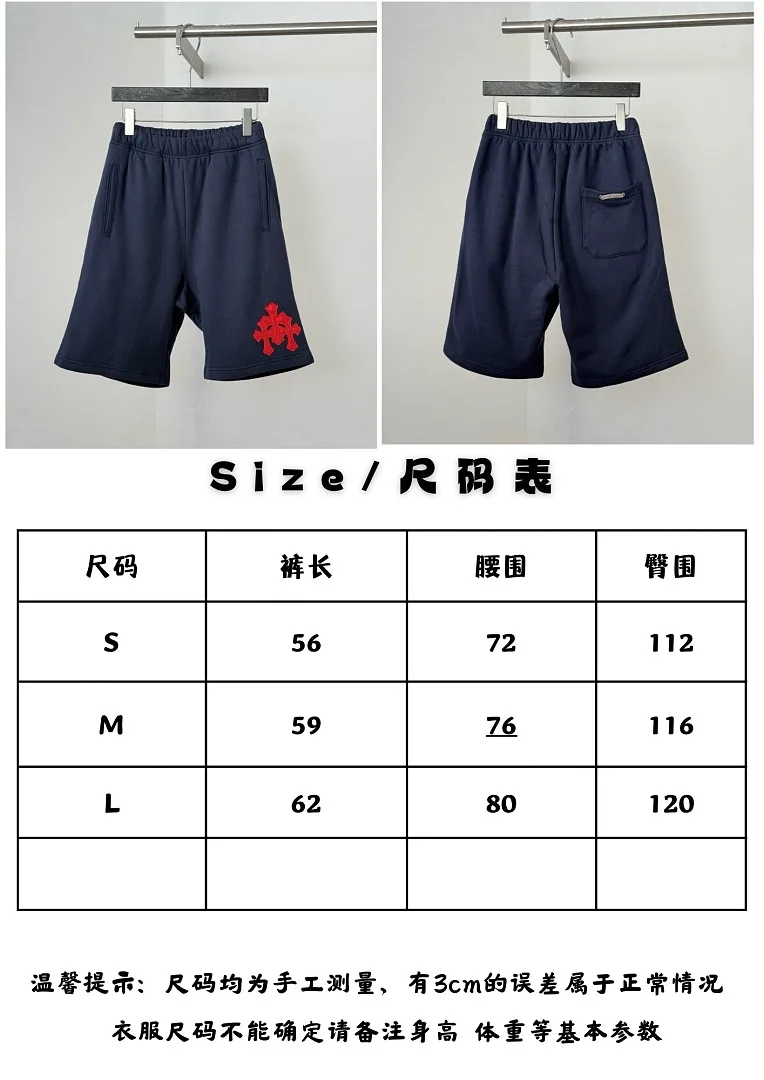 Size/尺码表
尺码 裤长 腰围 臀围
S 56 72 112
M 59 76 116
L 62 80 120
温馨提示：尺码均为手工测量，有3cm的误差属于正常情况
衣服尺码不能确定请备注身高 体重等基本参数